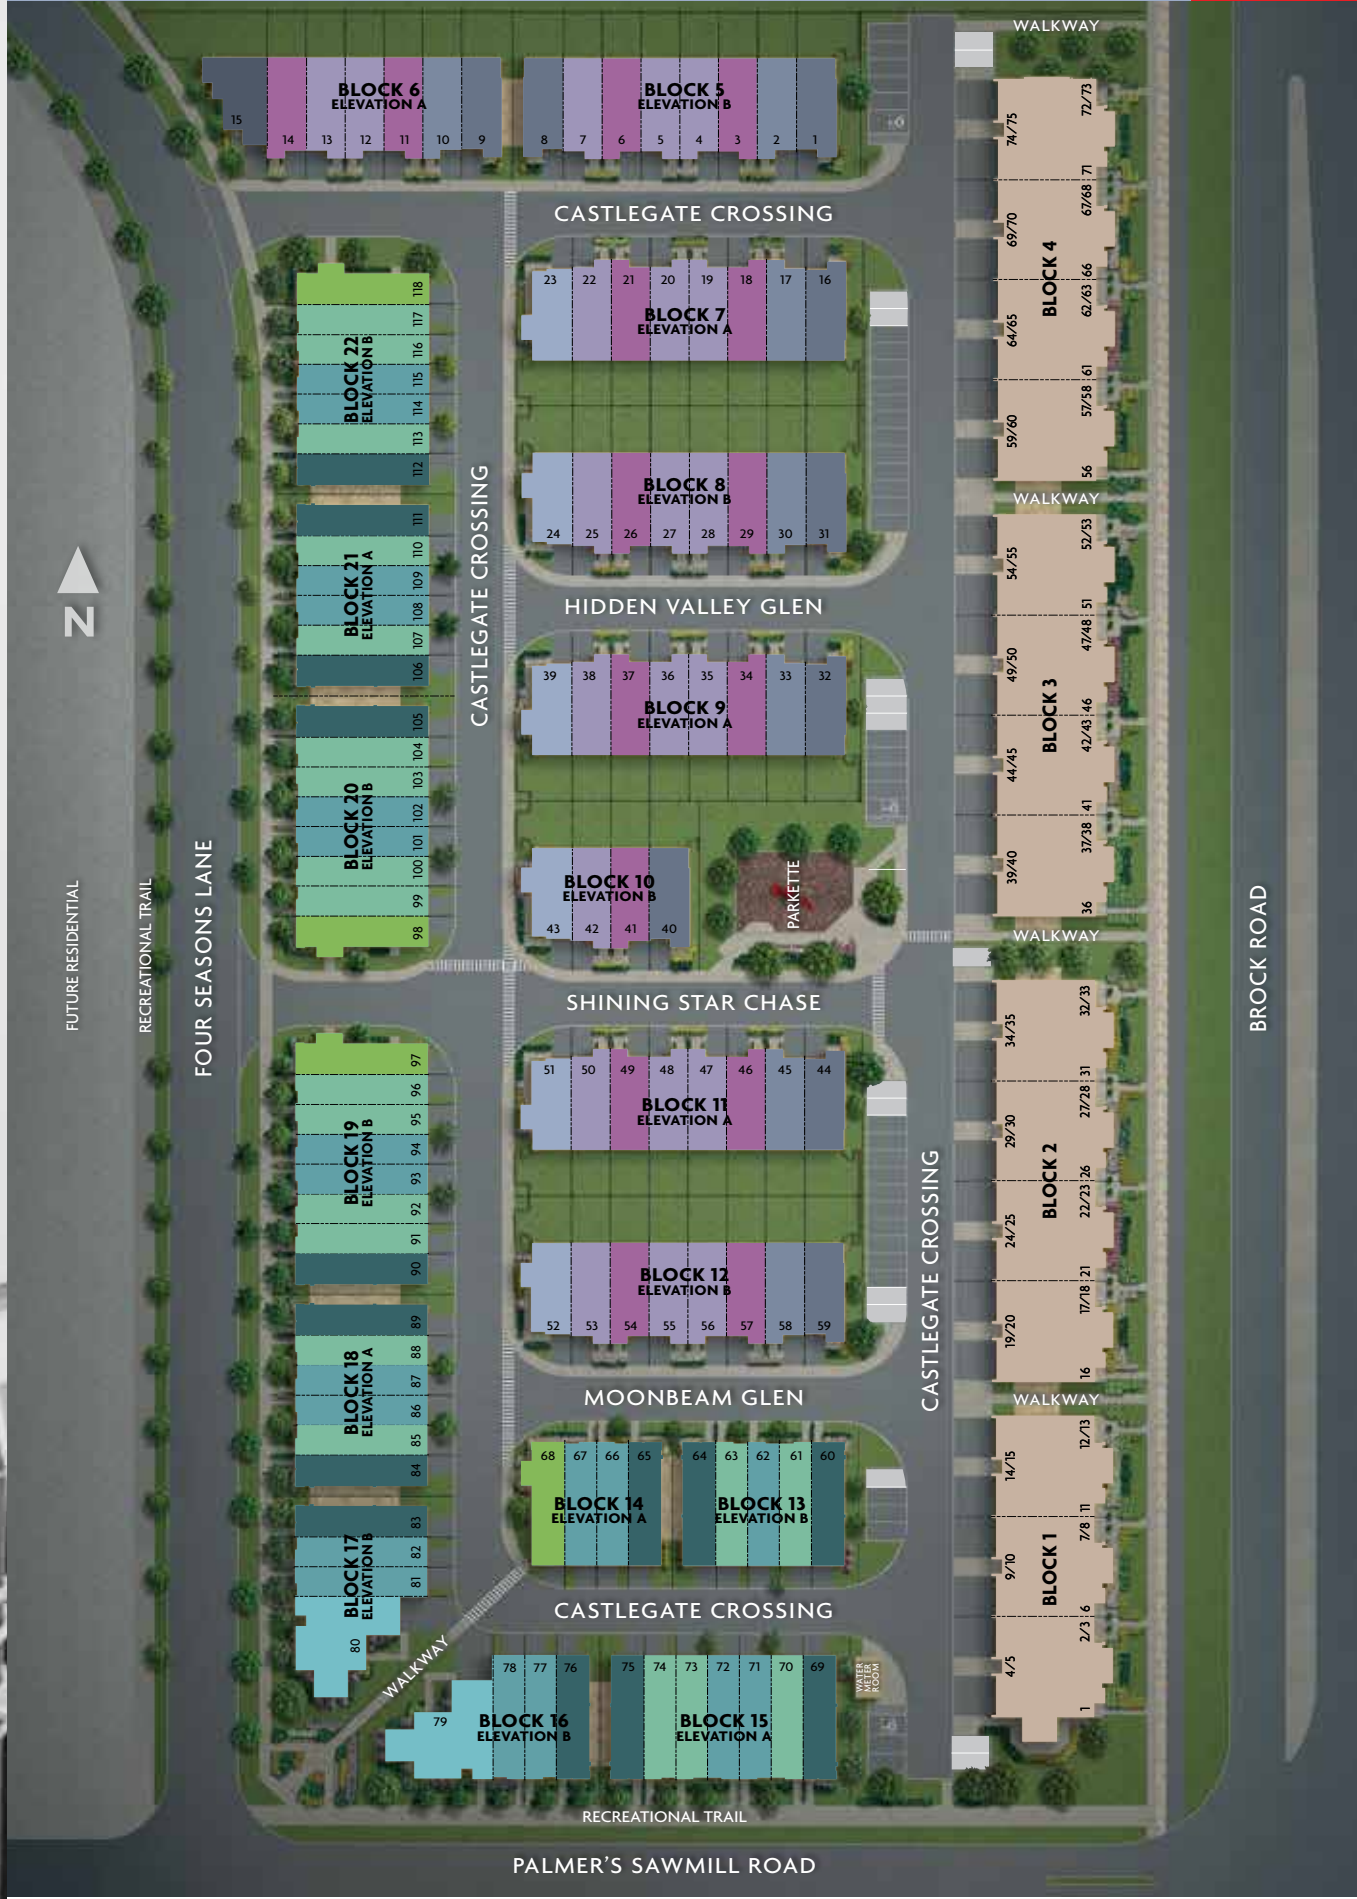 WALKWAY
BLOCK 6
ELEVATION A
15
14
13
12
11
10
9
BLOCK 5
ELEVATION B
8
7
6
5
4
3
2
1
CASTLEGATE CROSSING
BLOCK 7
ELEVATION A
23
22
21
20
19
18
17
16
BLOCK 8
ELEVATION B
24
25
26
27
28
29
30
31
HIDDEN VALLEY GLEN
39
38
37
36
35
34
33
32
BLOCK 9
ELEVATION A
BLOCK 10
ELEVATION B
43
42
41
40
PARKETTE
SHINING STAR CHASE
51
50
49
48
47
46
45
44
BLOCK 11
ELEVATION A
BLOCK 12
ELEVATION B
52
53
54
55
56
57
58
59
MOONBEAM GLEN
68
67
66
65
BLOCK 14
ELEVATION A
64
63
62
61
60
BLOCK 13
ELEVATION B
CASTLEGATE CROSSING
WALKWAY
79
78
77
76
BLOCK 16
ELEVATION B
75
74
73
72
71
70
69
BLOCK 15
ELEVATION A
WATER
METER
ROOM
RECREATIONAL TRAIL
PALMER'S SAWMILL ROAD
118
117
116
115
114
113
112
BLOCK 22
ELEVATION B
111
110
109
108
107
106
BLOCK 21
ELEVATION A
105
104
103
102
101
100
99
98
BLOCK 20
ELEVATION B
97
96
95
94
93
92
91
90
BLOCK 19
ELEVATION B
89
88
87
86
85
84
BLOCK 18
ELEVATION A
83
82
81
80
BLOCK 17
ELEVATION B
CASTLEGATE CROSSING
N
FUTURE RESIDENTIAL
RECREATIONAL TRAIL
FOUR SEASONS LANE
74/75
72/73
71
69/70
67/68
66
64/65
62/63
61
59/60
57/58
56
BLOCK 4
WALKWAY
54/55
52/53
51
49/50
47/48
46
44/45
42/43
41
39/40
37/38
36
BLOCK 3
WALKWAY
34/35
32/33
31
29/30
27/28
26
24/25
22/23
21
19/20
17/18
16
BLOCK 2
WALKWAY
14/15
12/13
11
9/10
7/8
6
4/5
2/3
1
BLOCK 1
CASTLEGATE CROSSING
BROCK ROAD